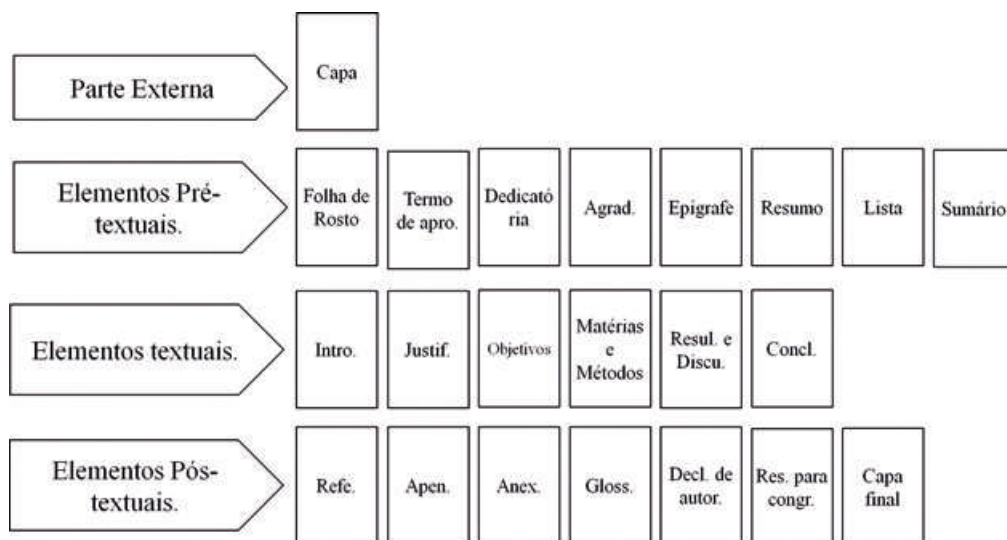 Parte Externa
Capa
Elementos Pré-
textuais.
Folha de
Rosto
Termo
de apro.
Dedicató
ria
Agrad.
Epigrafe
Resumo
Lista
Sumário
Elementos textuais.
Intro.
Justif.
Objetivos
Matérias
e
Métodos
Resul. e
Discu.
Concl.
Elementos Pós-
textuais.
Refe.
Apen.
Anex.
Gloss.
Decl. de
autor.
Res. para
congr.
Capa
final